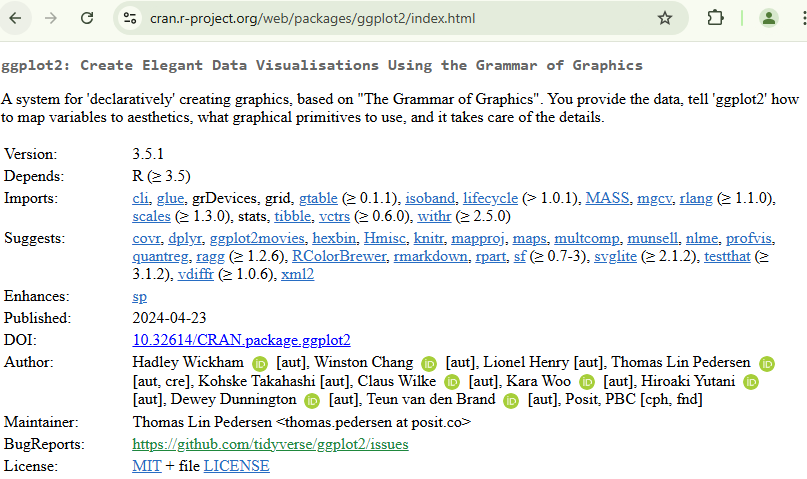 cran.r-project.org/web/packages/ggplot2/index.html
ggplot2: Create Elegant Data Visualisations Using the Grammar of Graphics
A system for 'declaratively' creating graphics, based on "The Grammar of Graphics". You provide the data, tell 'ggplot2' how
to map variables to aesthetics, what graphical primitives to use, and it takes care of the details.
Version: 3.5.1
Depends: R (≥ 3.5)
Imports: cli, glue, grDevices, grid, gtable (≥ 0.1.1), isoband, lifecycle (> 1.0.1), MASS, mgcv, rlang (≥ 1.1.0),
scales (≥ 1.3.0), stats, tibble, vctrs (≥ 0.6.0), withr (≥ 2.5.0)
Suggests: covr, dplyr, ggplot2movies, hexbin, Hmisc, knitr, mapproj, maps, multcomp, munsell, nlme, profvis,
quantreg, ragg (≥ 1.2.6), RColorBrewer, rmarkdown, rpart, sf (≥ 0.7-3), svglite (≥ 2.1.2), testthat (≥
3.1.2), vdiffr (≥ 1.0.6), xml2
Enhances: sp
Published: 2024-04-23
DOI: 10.32614/CRAN.package.ggplot2
Author: Hadley Wickham iD [aut], Winston Chang iD [aut], Lionel Henry [aut], Thomas Lin Pedersen iD
[aut, cre], Kohske Takahashi [aut], Claus Wilke iD [aut], Kara Woo iD [aut], Hiroaki Yutani iD
[aut], Dewey Dunnington iD [aut], Teun van den Brand iD [aut], Posit, PBC [cph, fnd]
Maintainer: Thomas Lin Pedersen <thomas.pedersen at posit.co>
BugReports: https://github.com/tidyverse/ggplot2/issues
License: MIT + file LICENSE